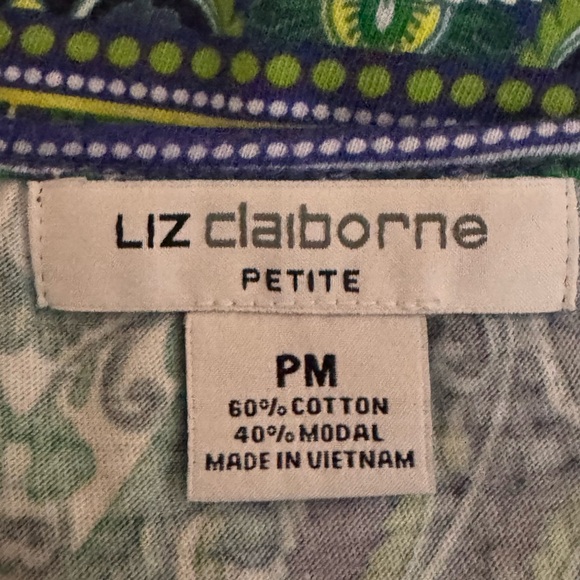 LIZ claiborne
PETITE
PM
60% COTTON
40% MODAL
MADE IN VIETNAM